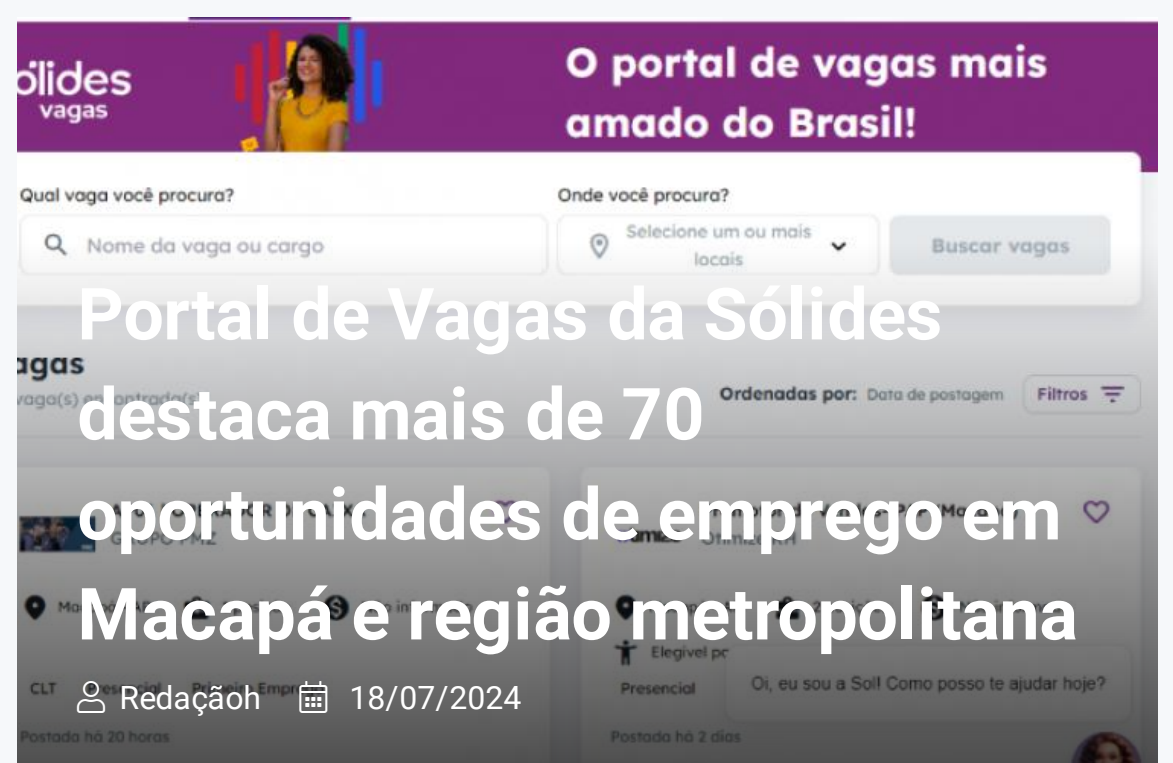 ólides
vagas
O portal de vagas mais
amado do Brasil!
Qual vaga você procura?
Onde você procura?
Nome da vaga ou cargo
Selecione um ou mais
locais
Buscar vagas
Portal de Vagas da Sólides
agas
vaga(s)
Ordenadas por: Data de postagem
Filtros
destaca mais de 70
oportunidades de emprego em
Macapá e região metropolitana
Elegível
CLT
Presencial
Oi, eu sou a Sol! Como posso te ajudar hoje?
Redaçãoh 18/07/2024
Postada há 20 horas
Postada há 2 dias